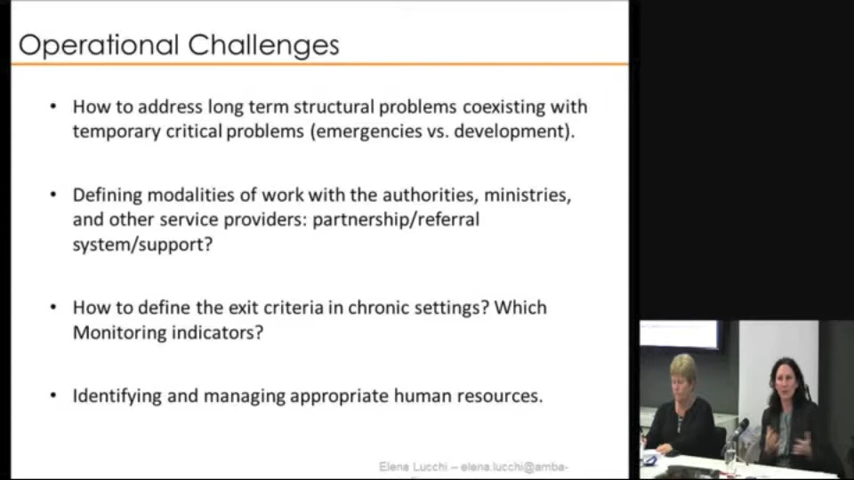 Operational Challenges
• How to address long term structural problems coexisting with
temporary critical problems (emergencies vs. development).
• Defining modalities of work with the authorities, ministries,
and other service providers: partnership/referral
system/support?
• How to define the exit criteria in chronic settings? Which
Monitoring indicators?
• Identifying and managing appropriate human resources.
Elena Lucchi – elena.lucchi@amba-